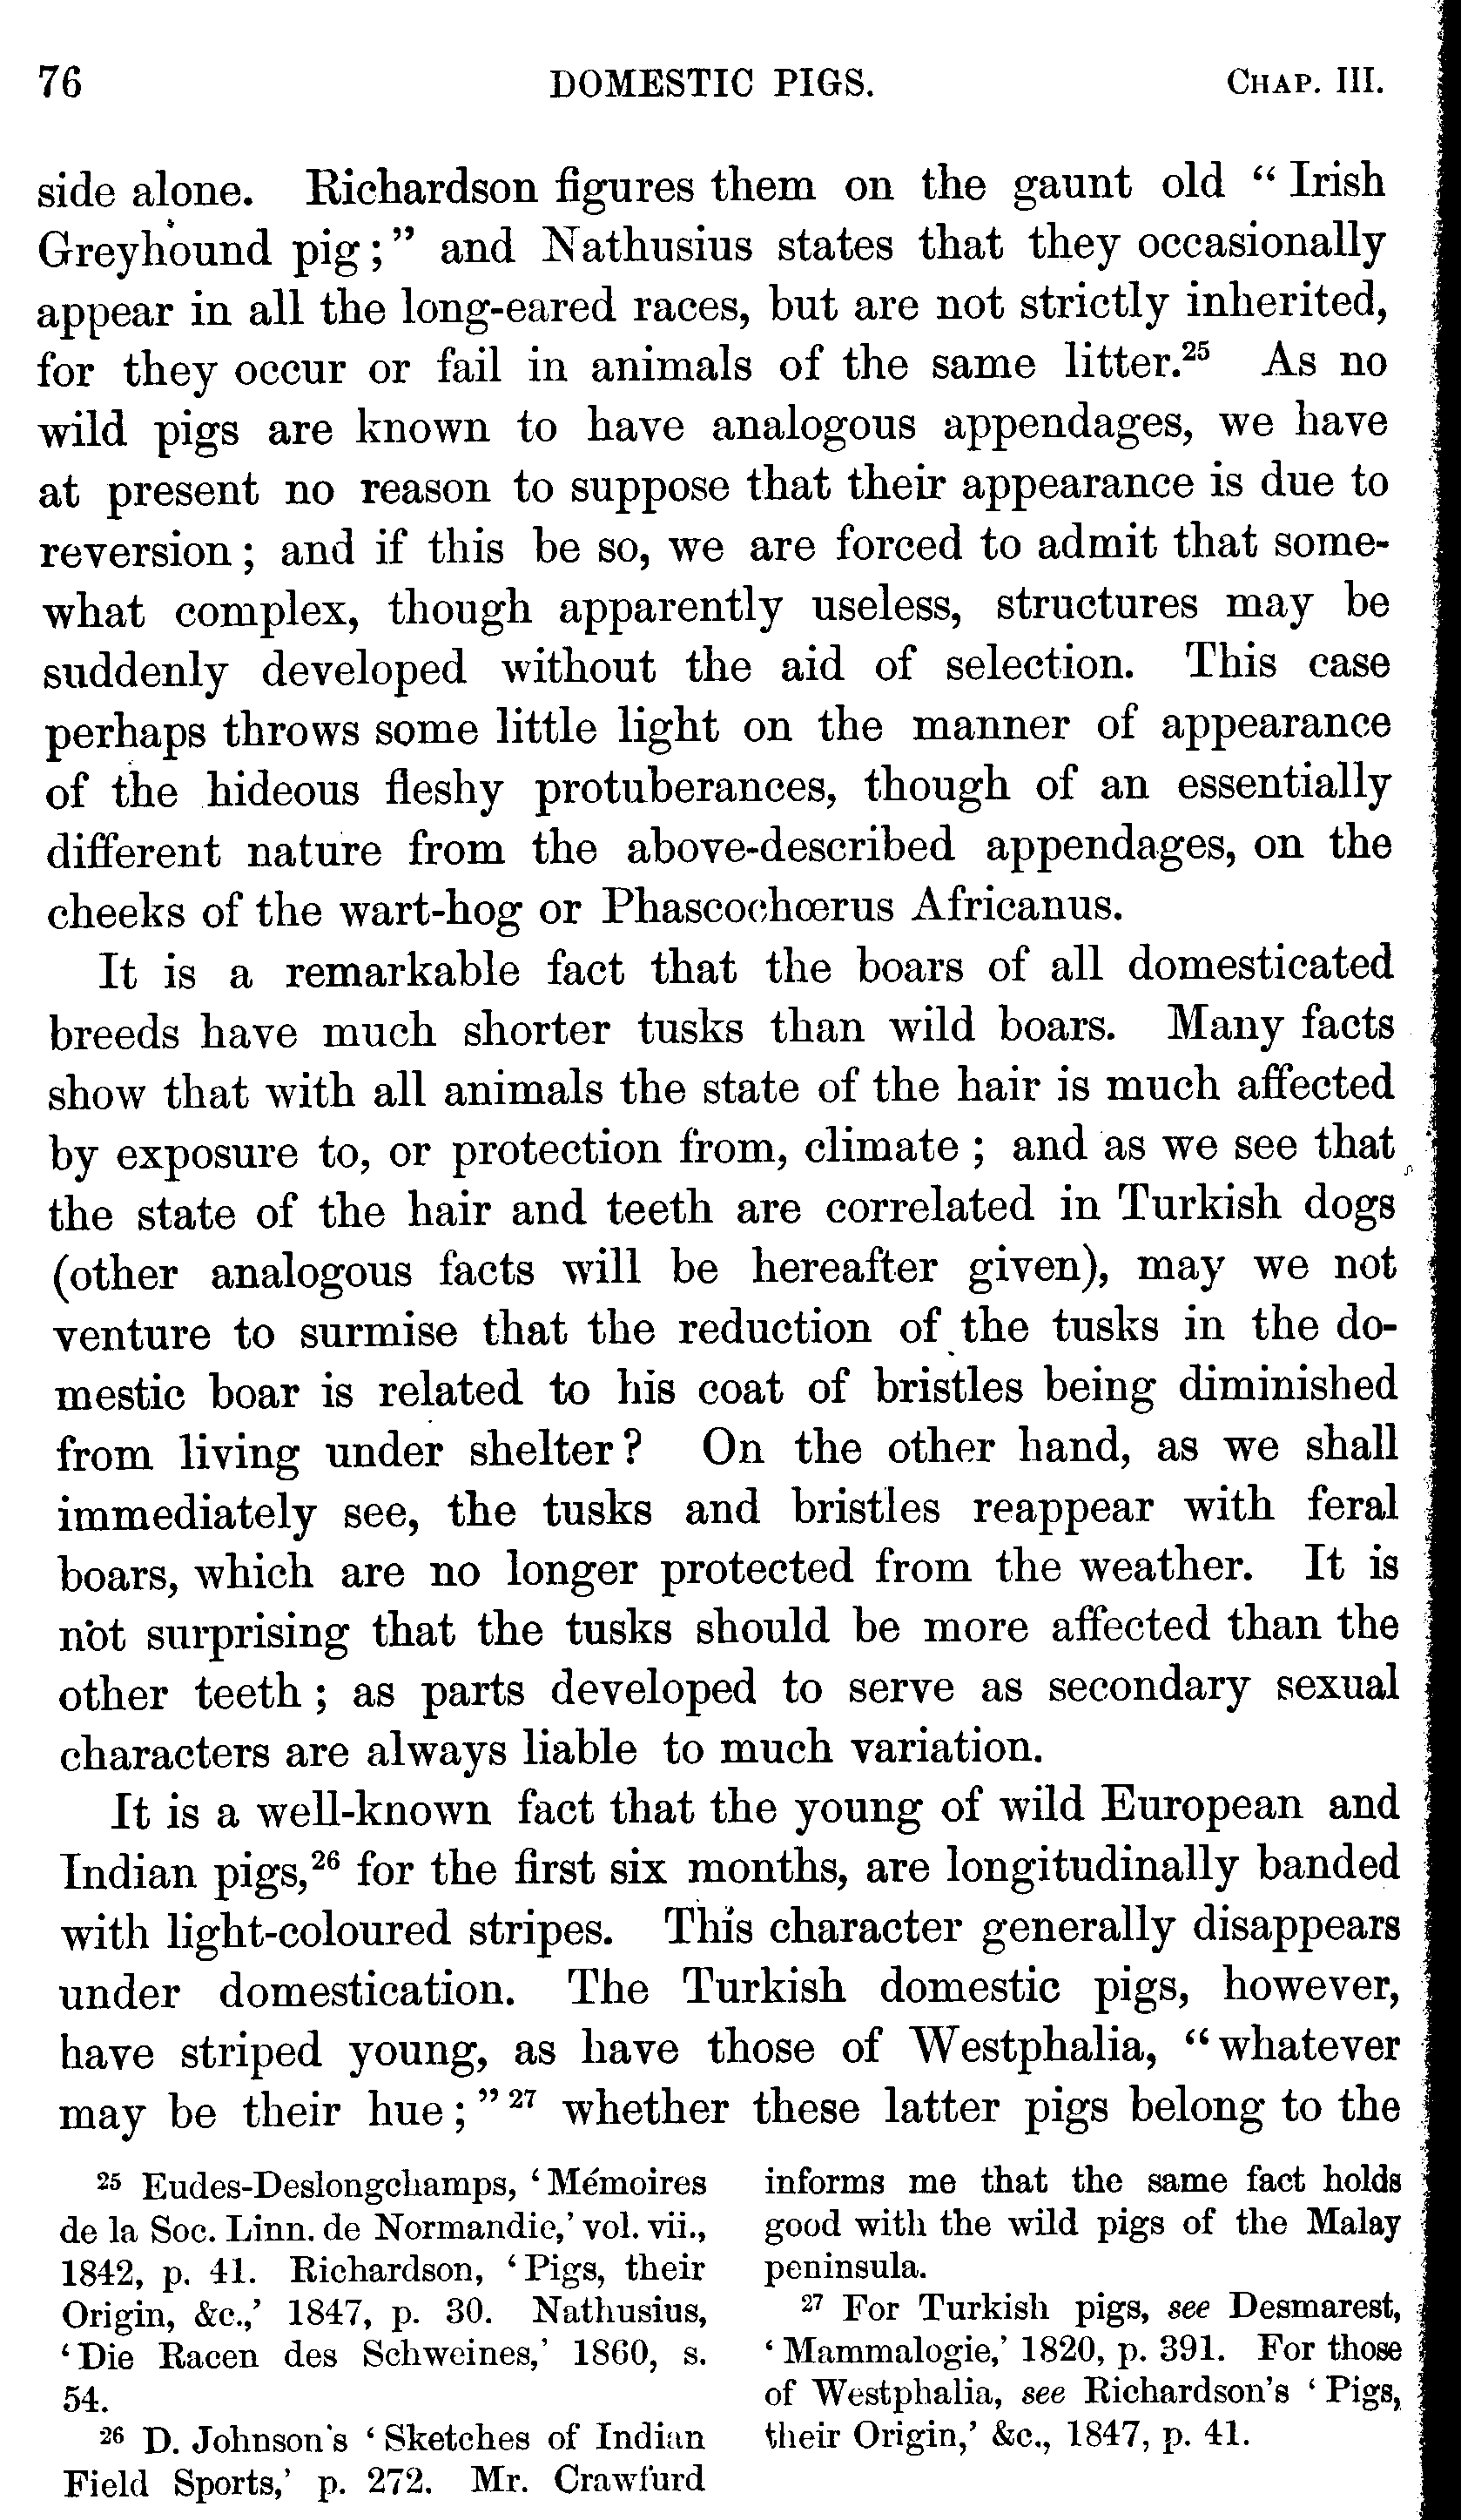 76 DOMESTIC PIGS. CHAP. III.
side alone. Richardson figures them on the gaunt old “Irish
Greyhound pig;” and Nathusius states that they occasionally
appear in all the long-eared races, but are not strictly inherited,
for they occur or fail in animals of the same litter.²⁵ As no
wild pigs are known to have analogous appendages, we have
at present no reason to suppose that their appearance is due to
reversion; and if this be so, we are forced to admit that some-
what complex, though apparently useless, structures may be
suddenly developed without the aid of selection. This case
perhaps throws some little light on the manner of appearance
of the hideous fleshy protuberances, though of an essentially
different nature from the above-described appendages, on the
cheeks of the wart-hog or Phascochœrus Africanus.
It is a remarkable fact that the boars of all domesticated
breeds have much shorter tusks than wild boars. Many facts
show that with all animals the state of the hair is much affected
by exposure to, or protection from, climate; and as we see that
the state of the hair and teeth are correlated in Turkish dogs
(other analogous facts will be hereafter given), may we not
venture to surmise that the reduction of the tusks in the do-
mestic boar is related to his coat of bristles being diminished
from living under shelter? On the other hand, as we shall
immediately see, the tusks and bristles reappear with feral
boars, which are no longer protected from the weather. It is
not surprising that the tusks should be more affected than the
other teeth; as parts developed to serve as secondary sexual
characters are always liable to much variation.
It is a well-known fact that the young of wild European and
Indian pigs,²⁶ for the first six months, are longitudinally banded
with light-coloured stripes. This character generally disappears
under domestication. The Turkish domestic pigs, however,
have striped young, as have those of Westphalia, “whatever
may be their hue;”²⁷ whether these latter pigs belong to the
²⁵ Eudes-Deslongchamps, ‘Mémoires
de la Soc. Linn. de Normandie,’ vol. vii.,
1842, p. 41. Richardson, ‘Pigs, their
Origin, &c.,’ 1847, p. 30. Nathusius,
‘Die Racen des Schweines,’ 1860, s.
54.
²⁶ D. Johnson's ‘Sketches of Indian
Field Sports,’ p. 272. Mr. Crawfurd
informs me that the same fact holds
good with the wild pigs of the Malay
peninsula.
²⁷ For Turkish pigs, see Desmarest,
‘Mammalogie,’ 1820, p. 391. For those
of Westphalia, see Richardson's ‘Pigs,
their Origin,’ &c., 1847, p. 41.